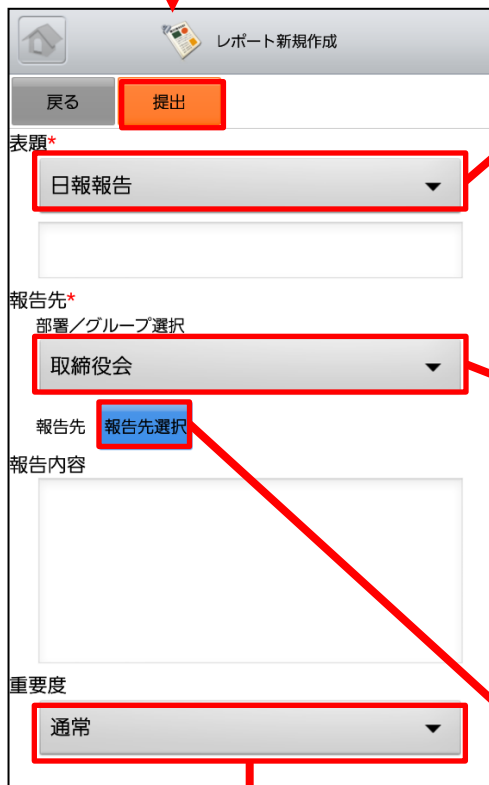 レポート新規作成
戻る 提出
表題*
日報報告
報告先*
部署／グループ選択
取締役会
報告先 報告先選択
報告内容
重要度
通常